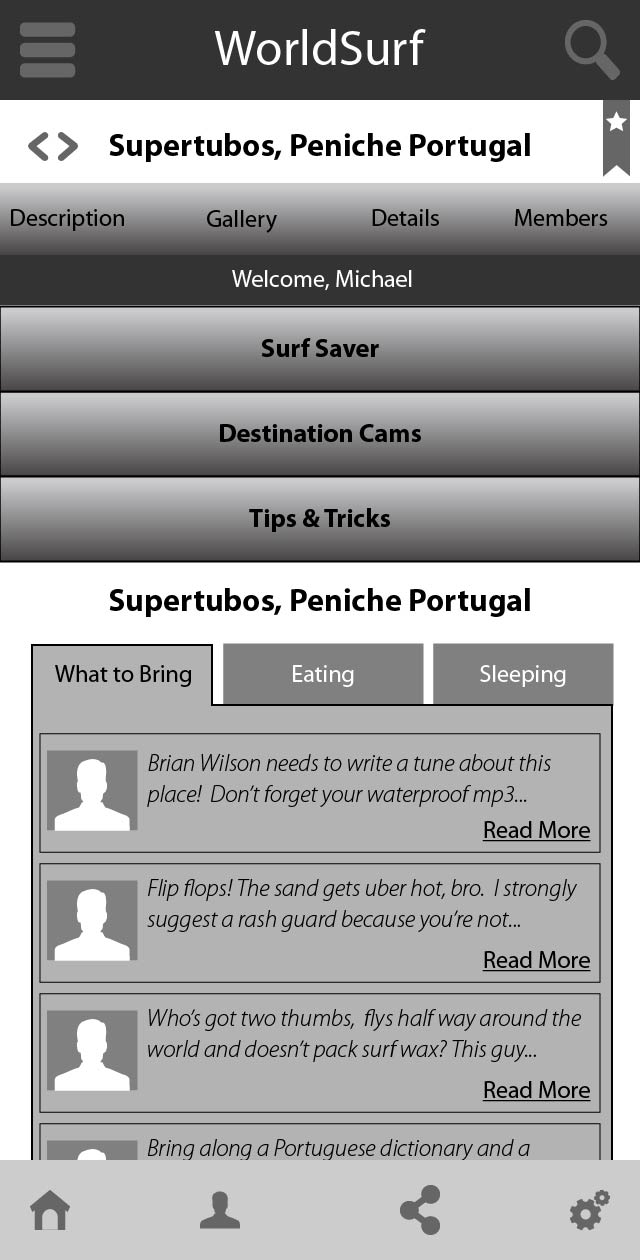 WorldSurf
Supertubos, Peniche Portugal
Description Gallery Details Members
Welcome, Michael
Surf Saver
Destination Cams
Tips & Tricks
Supertubos, Peniche Portugal
What to Bring Eating Sleeping
Brian Wilson needs to write a tune about this
place!  Don't forget your waterproof mp3...
Read More
Flip flops! The sand gets uber hot, bro.  I strongly
suggest a rash guard because you're not...
Read More
Who's got two thumbs,  flys half way around the
world and doesn't pack surf wax? This guy...
Read More
Bring along a Portuguese dictionary and a